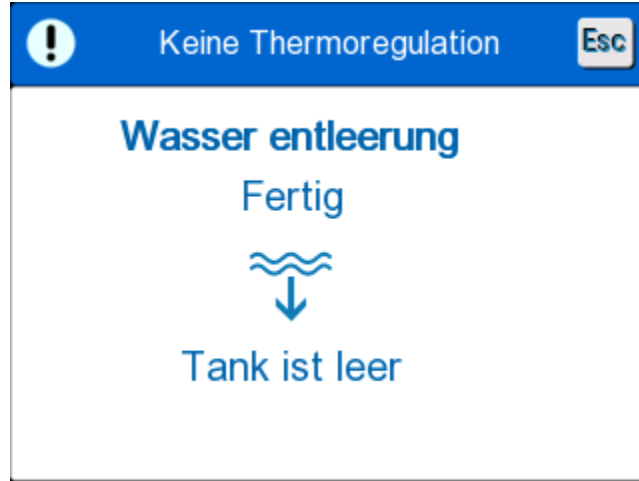 Keine Thermoregulation
Esc
Wasser entleerung
Fertig
Tank ist leer